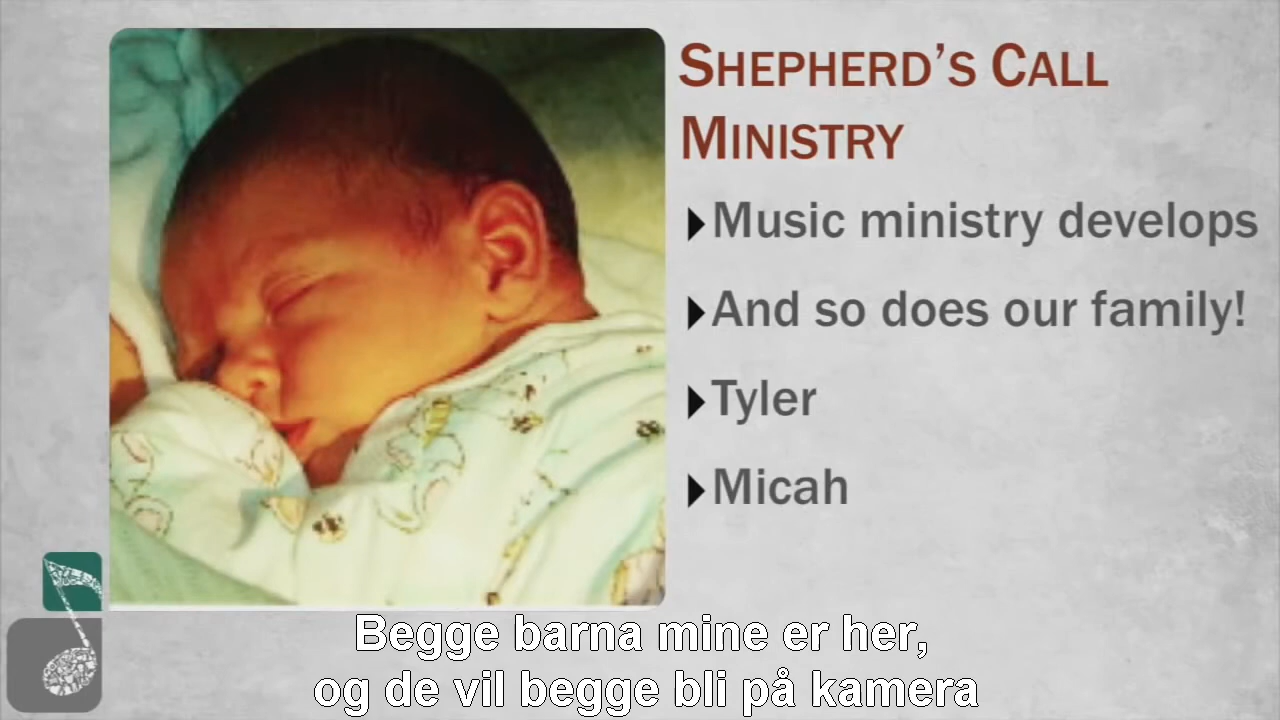 SHEPHERD'S CALL
MINISTRY
Music ministry develops
And so does our family!
Tyler
Micah
Begge barna mine er her,
og de vil begge bli på kamera